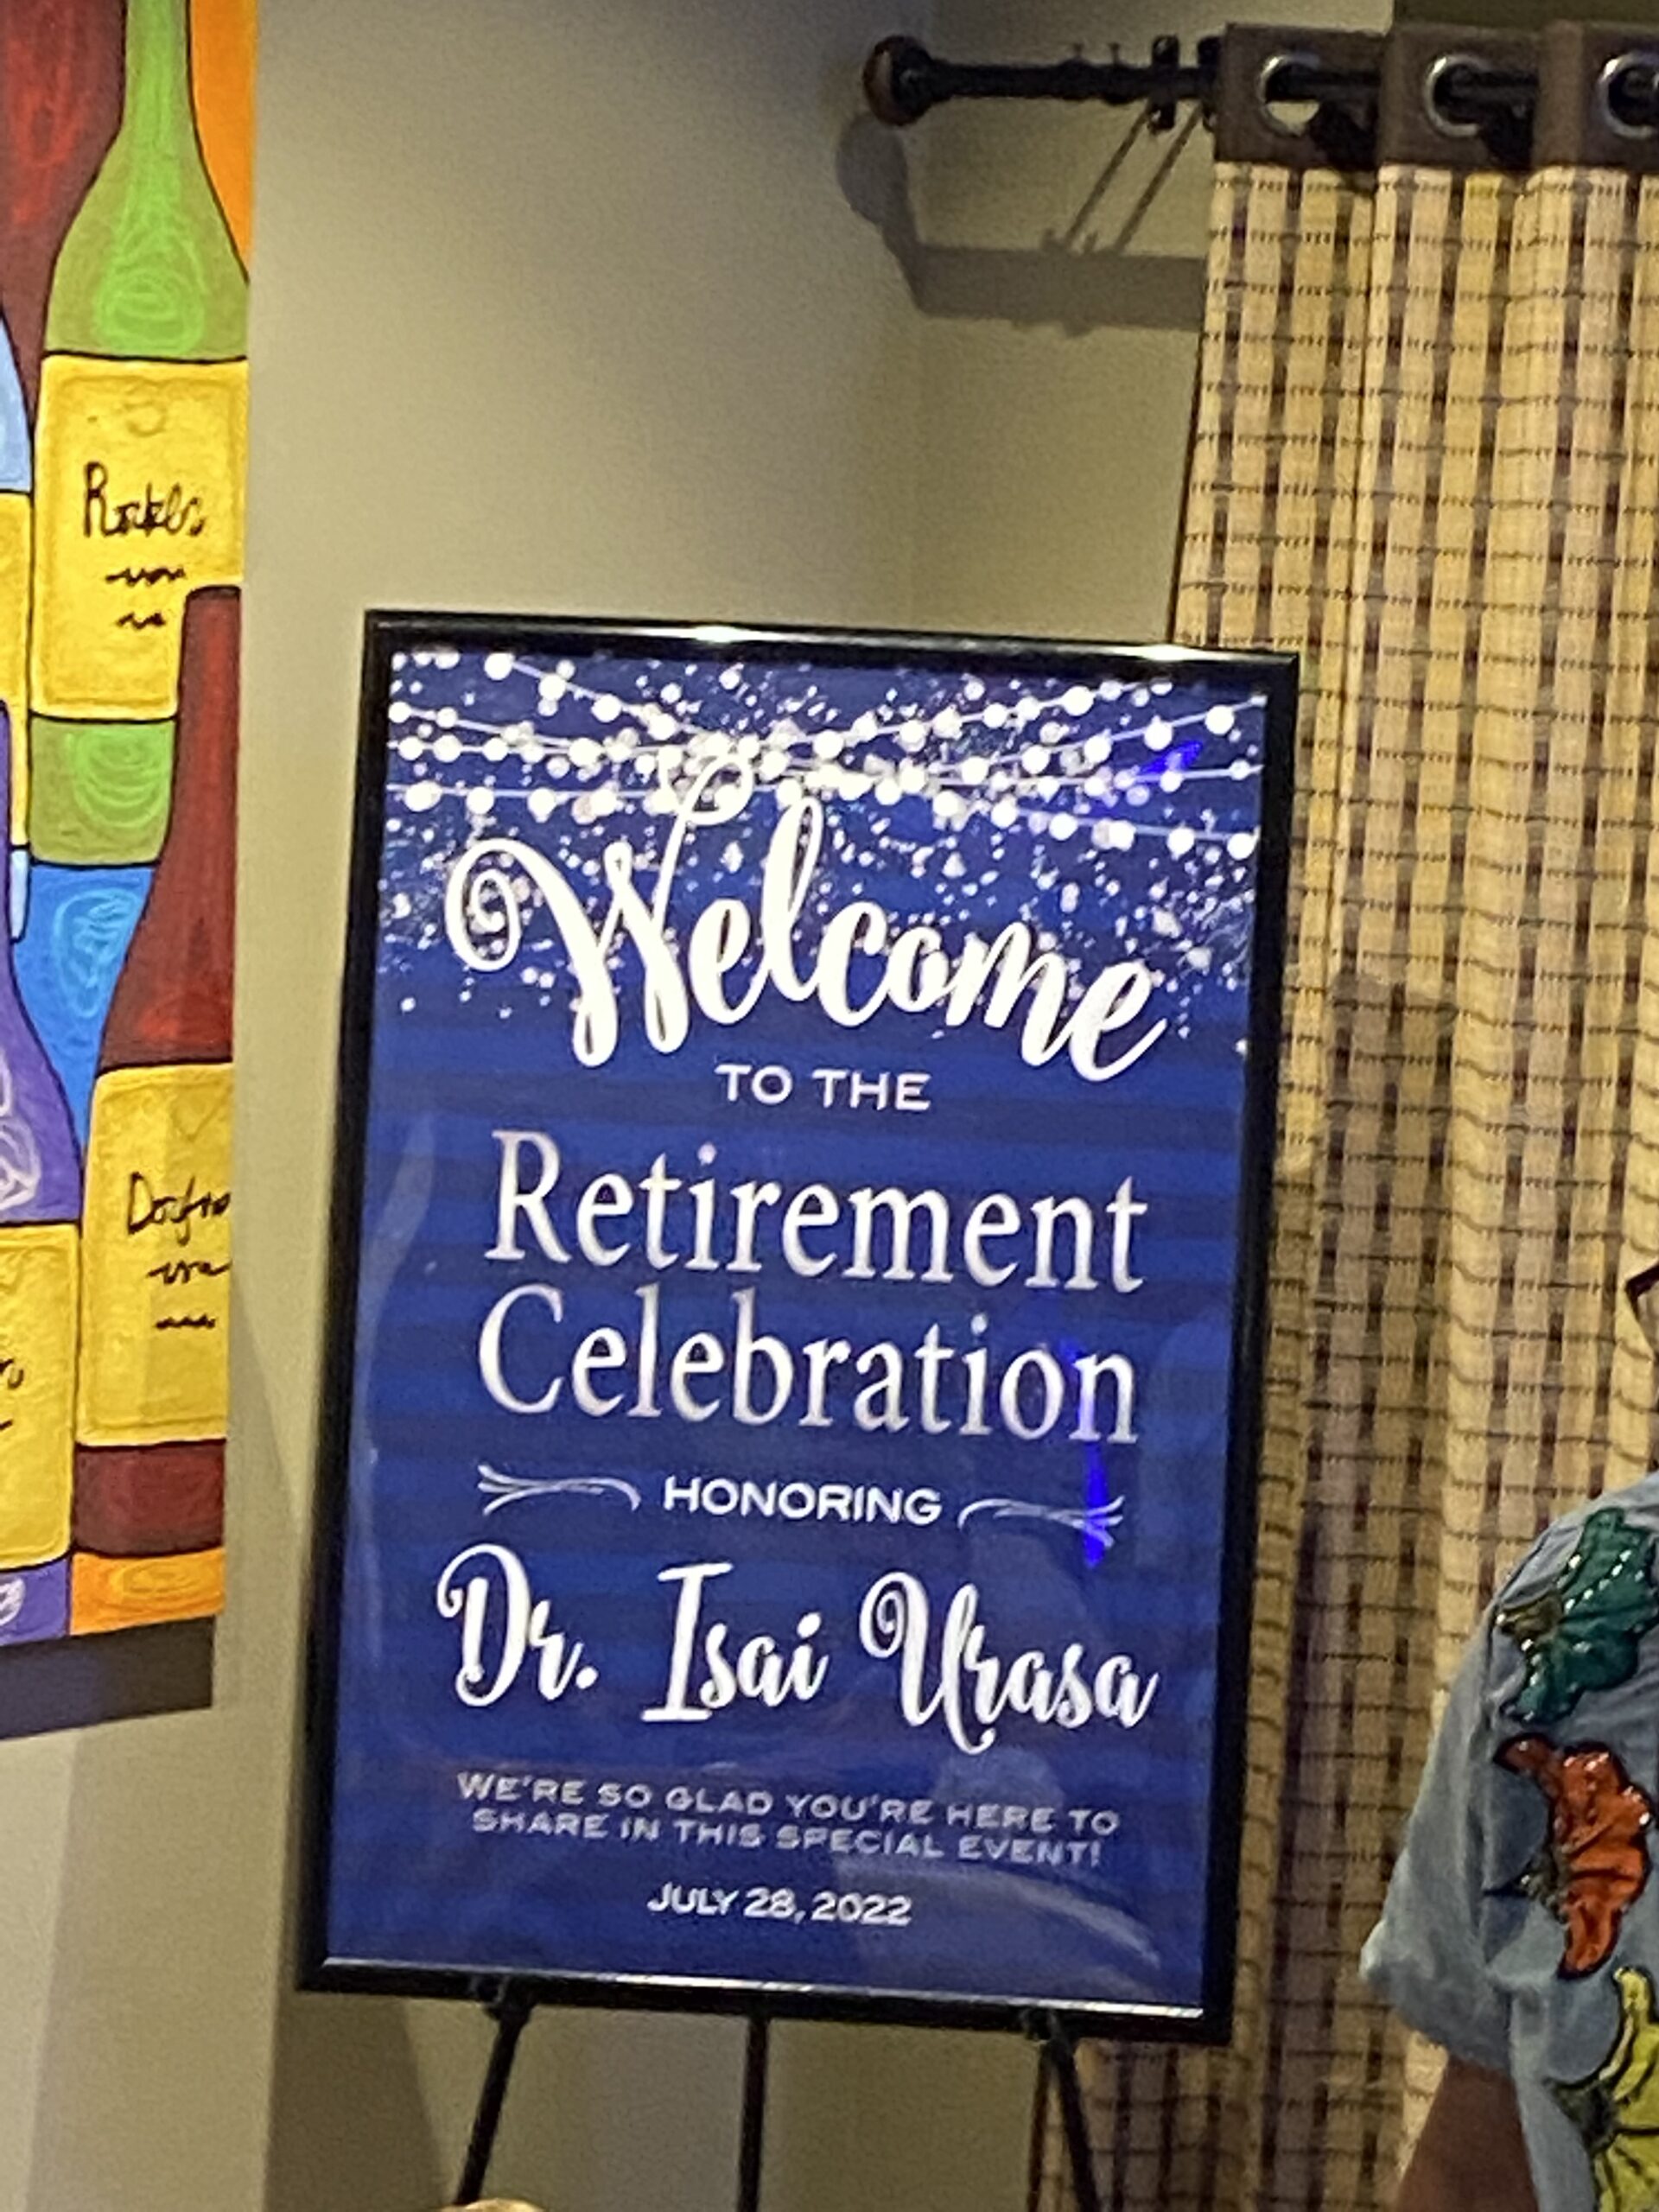 Welcome
TO THE
Retirement
Celebration
HONORING
Dr. Isai Urasa
WE'RE SO GLAD YOU'RE HERE TO
SHARE IN THIS SPECIAL EVENT!
JULY 28, 2022